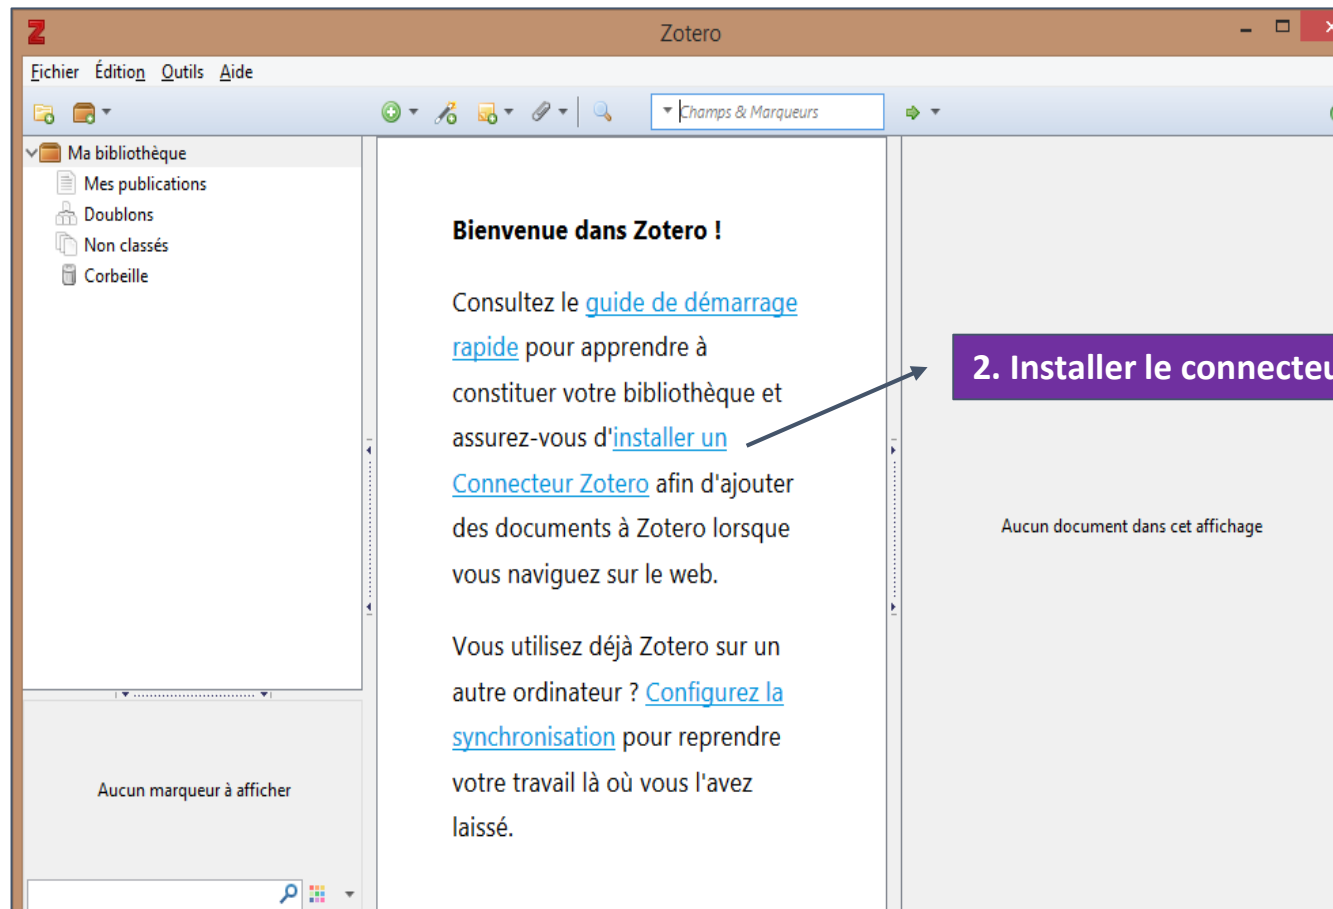 Zotero
Fichier Édition Outils Aide
Champs & Marqueurs
Ma bibliothèque
Mes publications
Doublons
Non classés
Corbeille
Aucun marqueur à afficher
Bienvenue dans Zotero !
Consultez le guide de démarrage
rapide pour apprendre à
constituer votre bibliothèque et
assurez-vous d'installer un
Connecteur Zotero afin d'ajouter
des documents à Zotero lorsque
vous naviguez sur le web.
Vous utilisez déjà Zotero sur un
autre ordinateur ? Configurez la
synchronisation pour reprendre
votre travail là où vous l'avez
laissé.
2. Installer le connecteu
Aucun document dans cet affichage